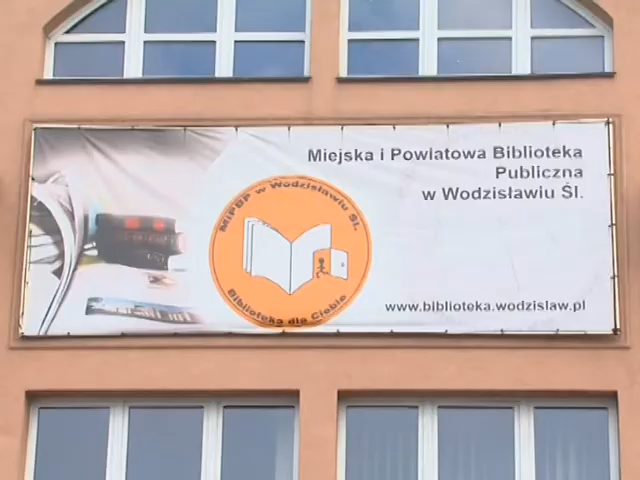 Miejska i Powiatowa Biblioteka
Publiczna
w Wodzisławiu Śl.
MiPBP w Wodzisławiu Śl.
Biblioteka dla Ciebie
www.biblioteka.wodzislaw.pl